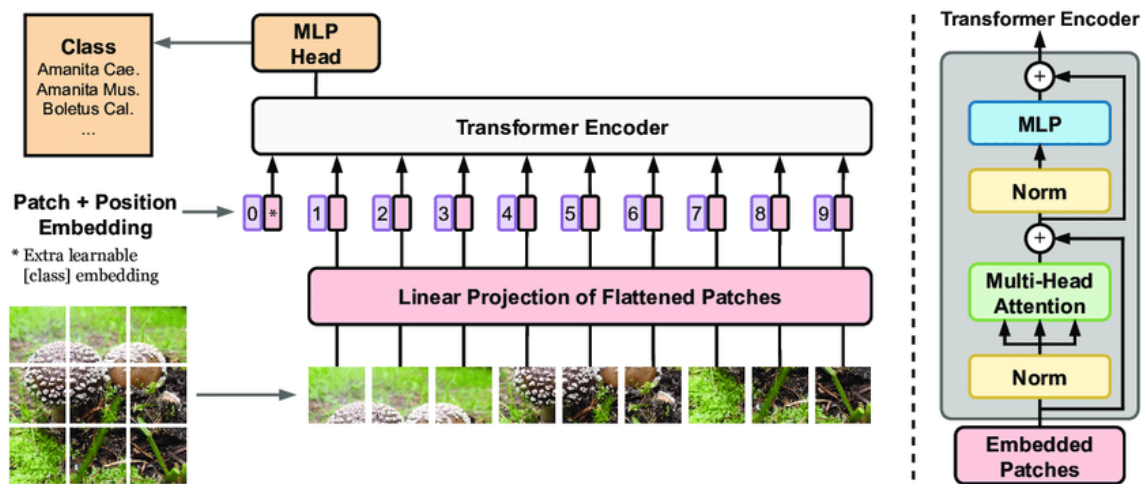 Class
Amanita Cae.
Amanita Mus.
Boletus Cal.
...
MLP
Head
Transformer Encoder
Patch + Position
Embedding
* Extra learnable
[class] embedding
0 * 1 2 3 4 5 6 7 8 9
Linear Projection of Flattened Patches
Transformer Encoder
+
MLP
Norm
+
Multi-Head
Attention
Norm
Embedded
Patches